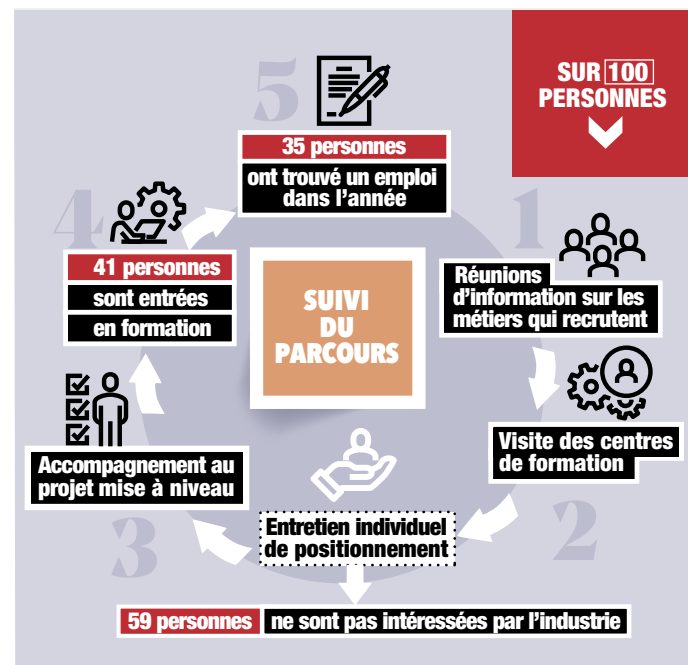 SUR 100
PERSONNES
1
Réunions
d'information sur les
métiers qui recrutent
Visite des centres
de formation
2
Entretien individuel
de positionnement
59 personnes ne sont pas intéressées par l'industrie
3
Accompagnement au
projet mise à niveau
4
41 personnes
sont entrées
en formation
5
35 personnes
ont trouvé un emploi
dans l'année
SUIVI
DU
PARCOURS